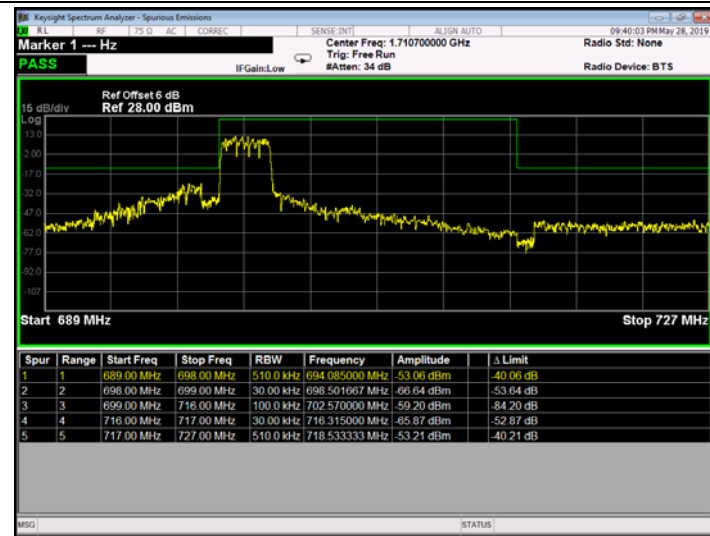 Keysight Spectrum Analyzer - Spurious Emissions
RL RF 75 Ω AC CORREC SENSE:INT ALIGN AUTO 09:40:03 PM May 28, 2019
Marker 1 --- Hz Center Freq: 1.710700000 GHz Radio Std: None
Trig: Free Run
PASS IFGain:Low #Atten: 34 dB Radio Device: BTS
Ref Offset 6 dB
15 dB/div Ref 28.00 dBm
Log
13.0
-2.00
-17.0
-32.0
-47.0
-62.0
-77.0
-92.0
-107
Start 689 MHz Stop 727 MHz
Spur Range Start Freq Stop Freq RBW Frequency Amplitude Δ Limit
1 1 689.00 MHz 698.00 MHz 510.0 kHz 694.085000 MHz -53.06 dBm -40.06 dB
2 2 698.00 MHz 699.00 MHz 30.00 kHz 698.501667 MHz -66.64 dBm -53.64 dB
3 3 699.00 MHz 716.00 MHz 100.0 kHz 702.570000 MHz -59.20 dBm -84.20 dB
4 4 716.00 MHz 717.00 MHz 30.00 kHz 716.315000 MHz -65.87 dBm -52.87 dB
5 5 717.00 MHz 727.00 MHz 510.0 kHz 718.533333 MHz -53.21 dBm -40.21 dB
MSG STATUS